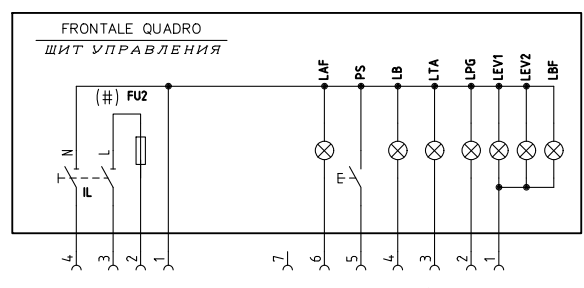 FRONTALE QUADRO
ЩИТ УПРАВЛЕНИЯ
LAF PS LB LTA LPG LEV1 LEV2 LBF
(#) FU2
N L
IL
4 3 2 1 7 6 5 4 3 2 1